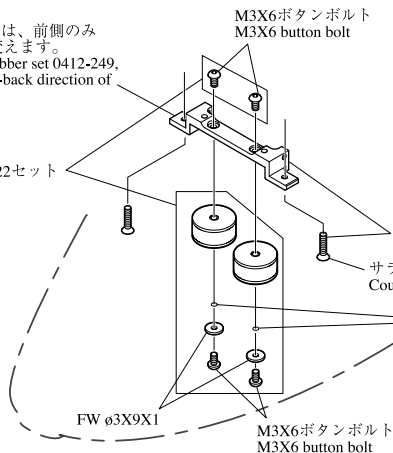 M3X6ボタンボルト
M3X6 button bolt
は、前側のみ
変えます。
bber set 0412-249,
-back direction of
22セット
サラ
Cou
FW ø3X9X1
M3X6ボタンボルト
M3X6 button bolt